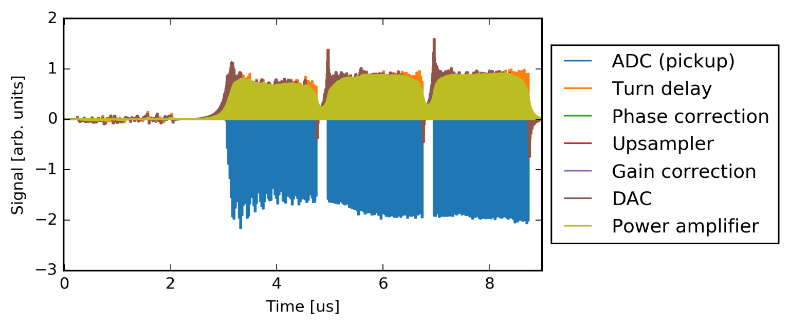 2
1
0
−1
−2
−3
0 2 4 6 8
Signal [arb. units]
Time [us]
ADC (pickup)
Turn delay
Phase correction
Upsampler
Gain correction
DAC
Power amplifier